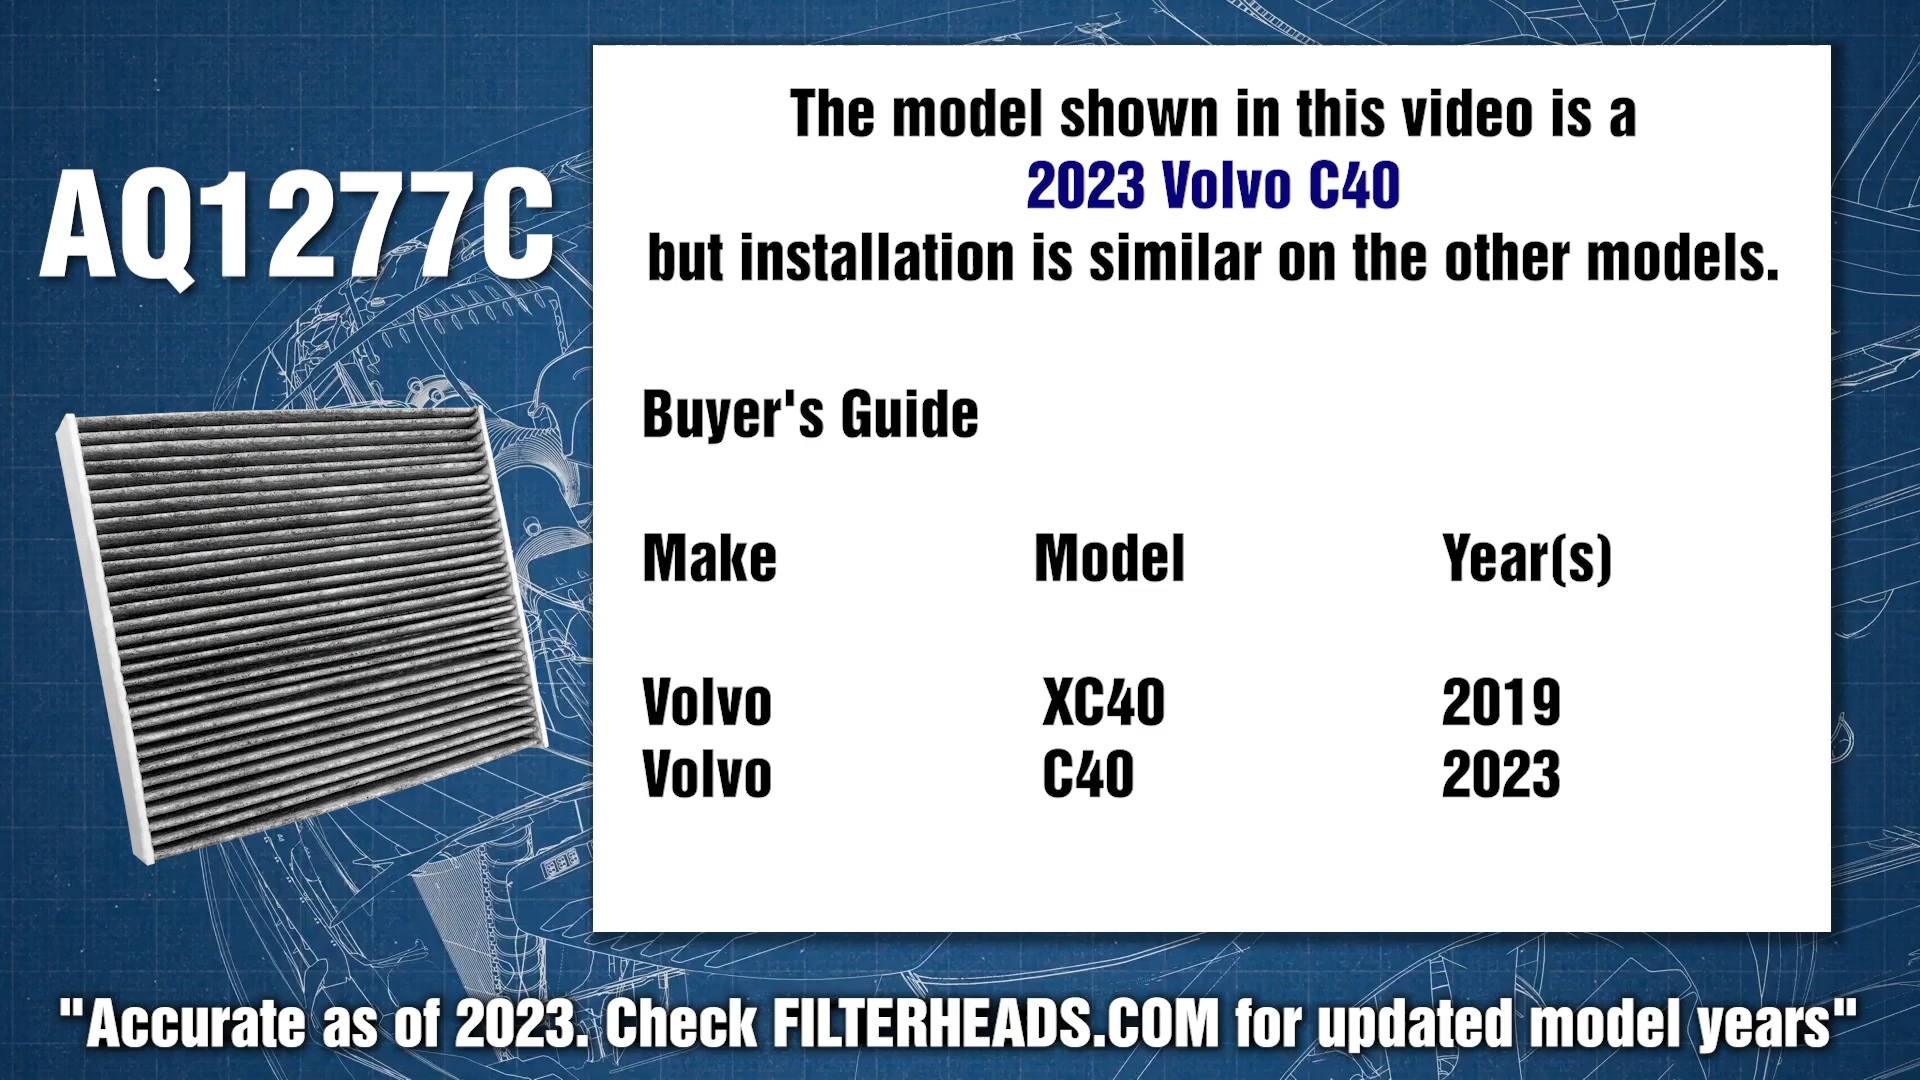 AQ1277C
The model shown in this video is a
2023 Volvo C40
but installation is similar on the other models.
Buyer's Guide
Make Model Year(s)
Volvo XC40 2019
Volvo C40 2023
"Accurate as of 2023. Check FILTERHEADS.COM for updated model years"